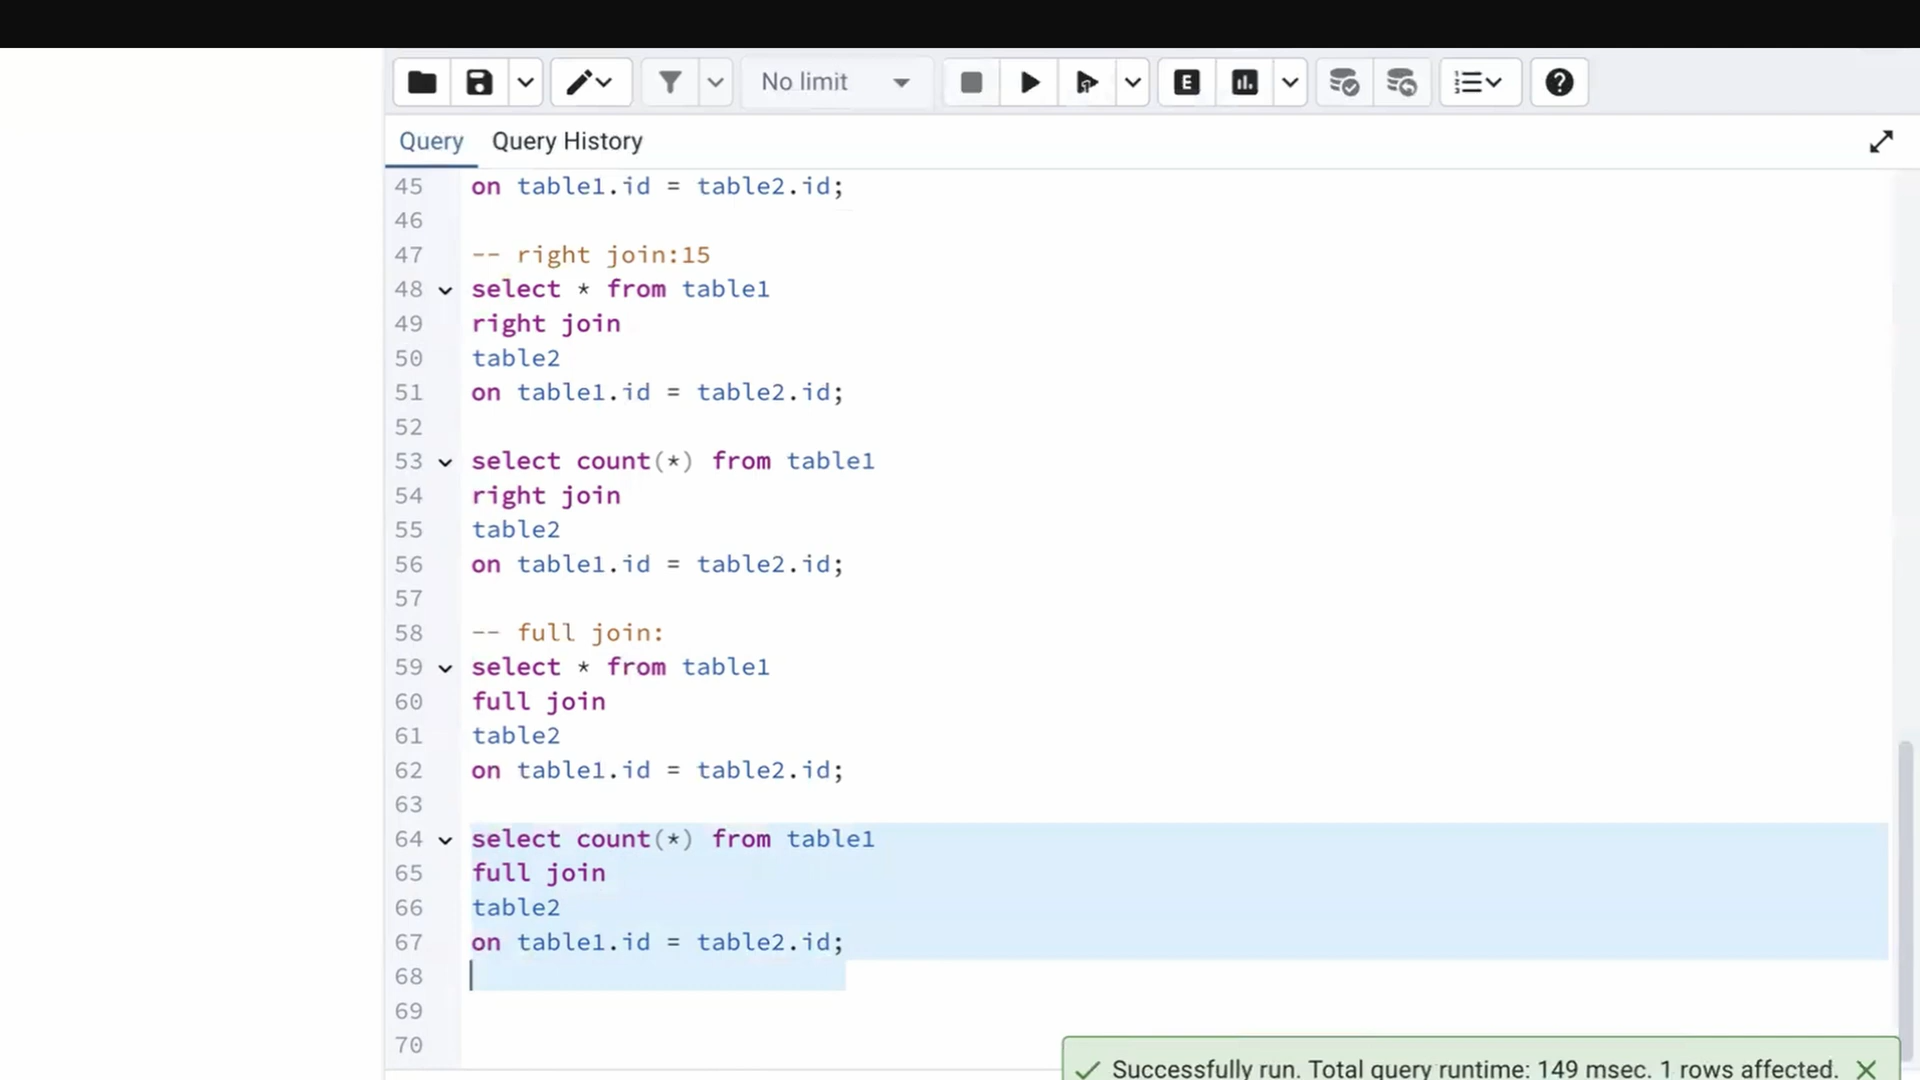 No limit
E
Query Query History
45 on table1.id = table2.id;
46
47 -- right join:15
48 select * from table1
49 right join
50 table2
51 on table1.id = table2.id;
52
53 select count(*) from table1
54 right join
55 table2
56 on table1.id = table2.id;
57
58 -- full join:
59 select * from table1
60 full join
61 table2
62 on table1.id = table2.id;
63
64 select count(*) from table1
65 full join
66 table2
67 on table1.id = table2.id;
68
69
70
Successfully run. Total query runtime: 149 msec. 1 rows affected.